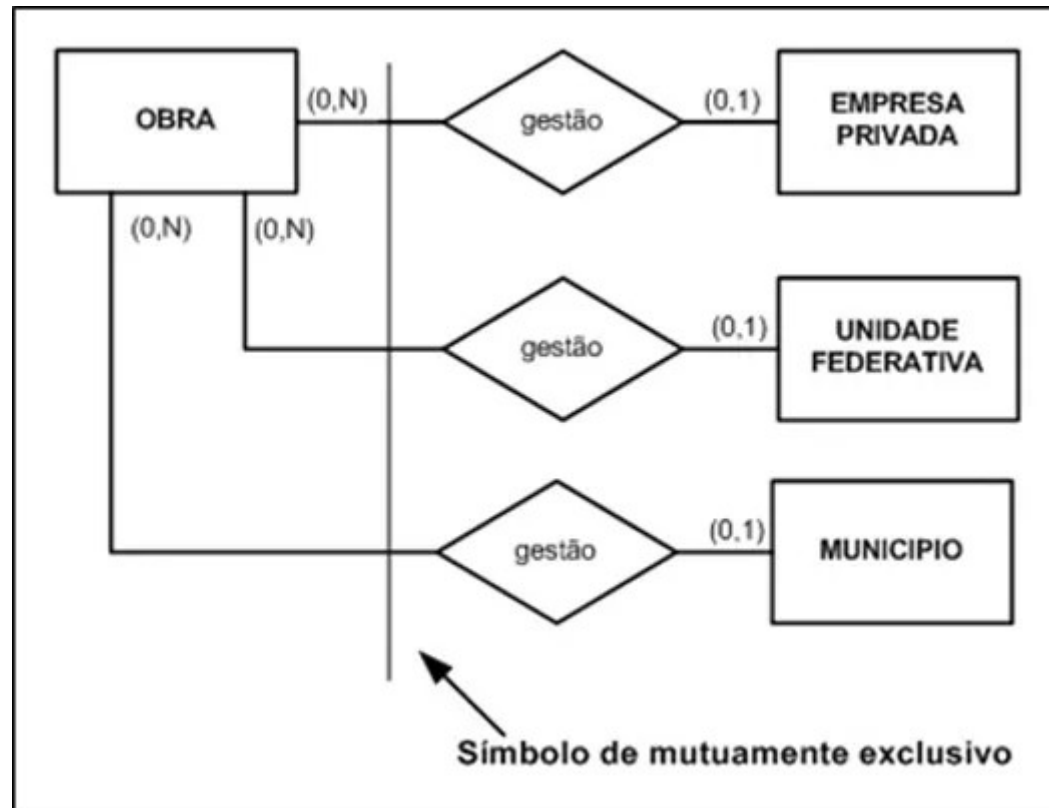 OBRA
(0,N)
gestão
(0,1)
EMPRESA
PRIVADA
(0,N)
(0,N)
gestão
(0,1)
UNIDADE
FEDERATIVA
gestão
(0,1)
MUNICIPIO
Símbolo de mutuamente exclusivo